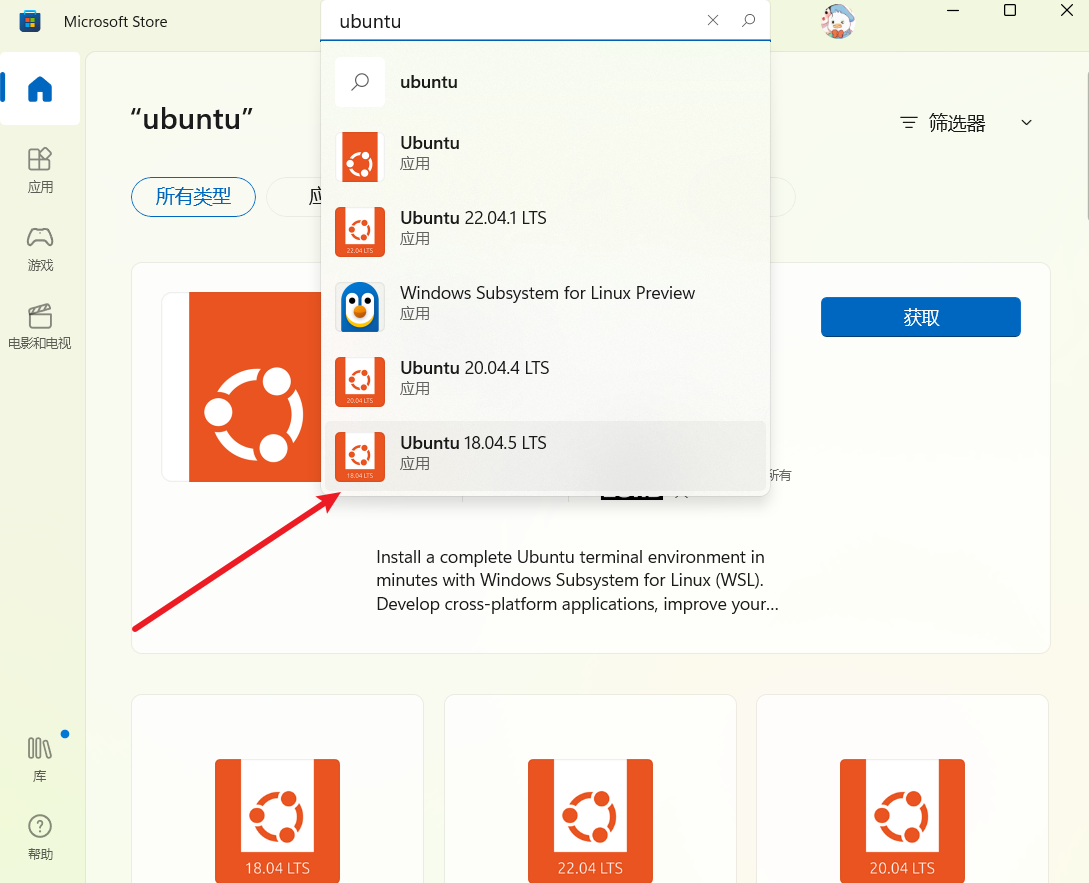 Microsoft Store
ubuntu
ubuntu
Ubuntu
应用
Ubuntu 22.04.1 LTS
应用
22.04 LTS
Windows Subsystem for Linux Preview
应用
Ubuntu 20.04.4 LTS
应用
20.04 LTS
Ubuntu 18.04.5 LTS
应用
18.04 LTS
“ubuntu”
筛选器
所有类型
应
获取
所有
Install a complete Ubuntu terminal environment in
minutes with Windows Subsystem for Linux (WSL).
Develop cross-platform applications, improve your...
应用
游戏
电影和电视
库
帮助
18.04 LTS
22.04 LTS
20.04 LTS